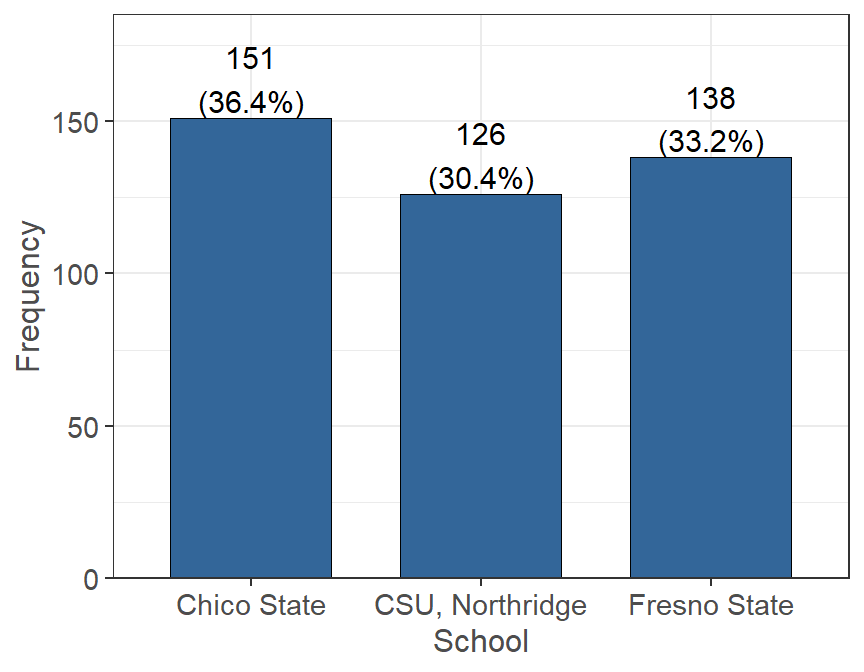 151
(36.4%)
126
(30.4%)
138
(33.2%)
150
100
50
0
Frequency
Chico State
CSU, Northridge
Fresno State
School